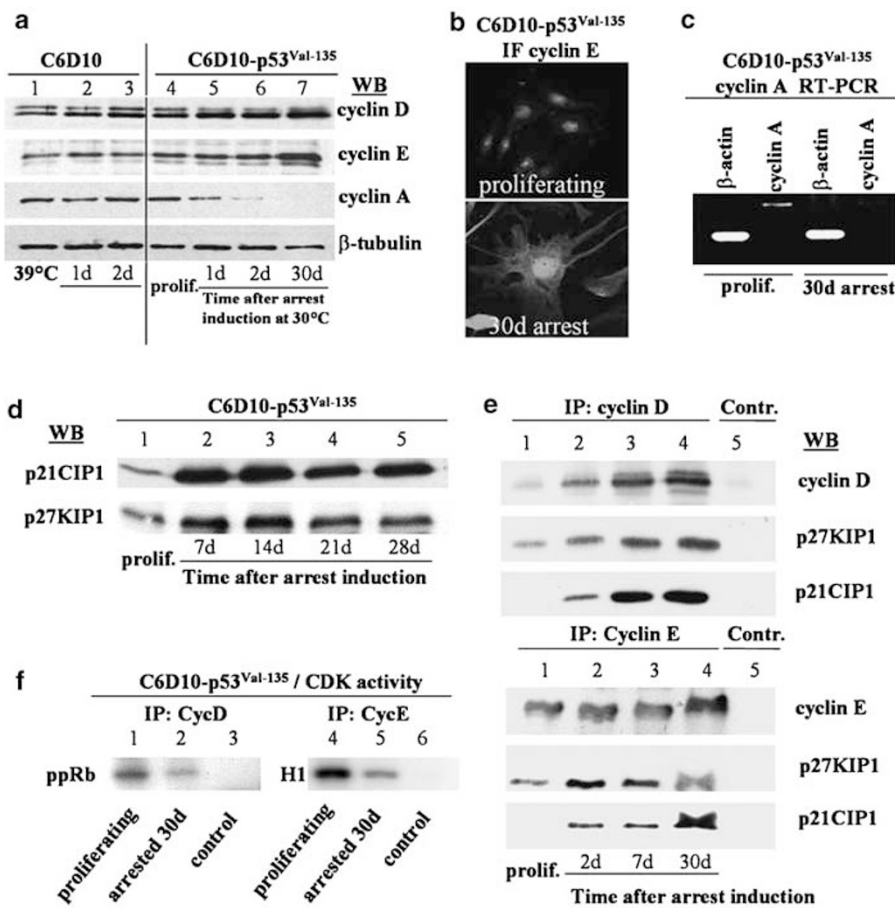 a
C6D10
C6D10-p53Val-135
1 2 3 4 5 6 7 WB
cyclin D
cyclin E
cyclin A
β-tubulin
39°C 1d 2d prolif. 1d 2d 30d
Time after arrest
induction at 30°C
b
C6D10-p53Val-135
IF cyclin E
proliferating
30d arrest
c
C6D10-p53Val-135
cyclin A RT-PCR
β-actin
cyclin A
β-actin
cyclin A
prolif. 30d arrest
d
C6D10-p53Val-135
WB 1 2 3 4 5
p21CIP1
p27KIP1
prolif. 7d 14d 21d 28d
Time after arrest induction
e
IP: cyclin D Contr.
1 2 3 4 5 WB
cyclin D
p27KIP1
p21CIP1
IP: Cyclin E Contr.
1 2 3 4 5
cyclin E
p27KIP1
p21CIP1
prolif. 2d 7d 30d
Time after arrest induction
f
C6D10-p53Val-135 / CDK activity
IP: CycD IP: CycE
1 2 3 4 5 6
ppRb H1
proliferating
arrested 30d
control
proliferating
arrested 30d
control